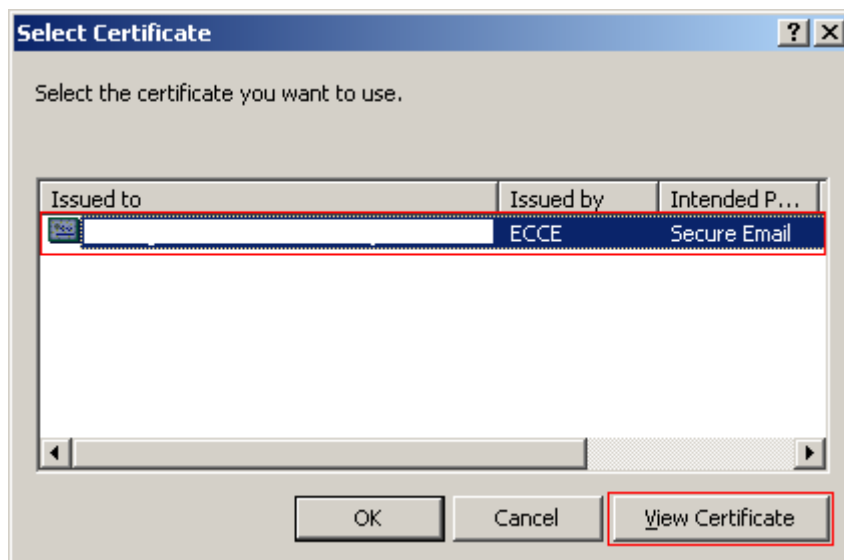 Select Certificate
Select the certificate you want to use.
Issued to Issued by Intended P...
ECCE Secure Email
OK Cancel View Certificate